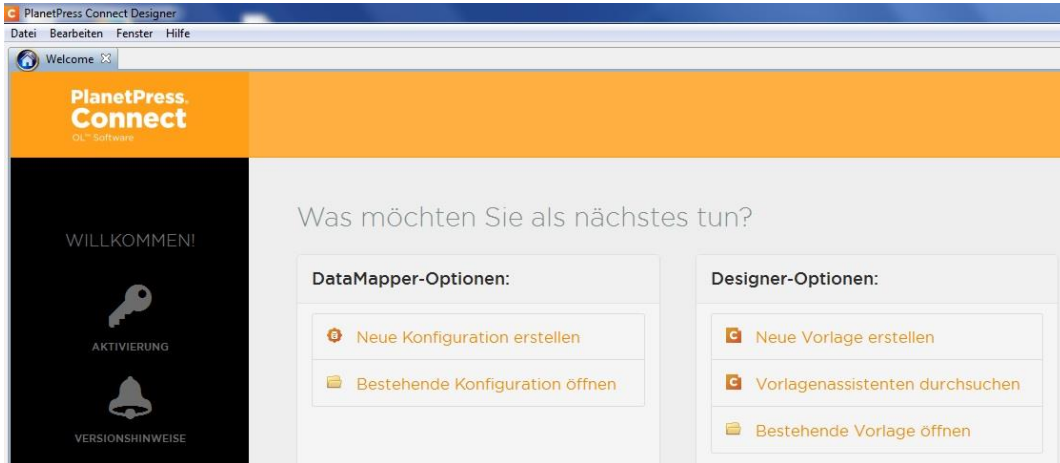 PlanetPress Connect Designer
Datei Bearbeiten Fenster Hilfe
Welcome
PlanetPress.
Connect
OL™ Software
WILLKOMMEN!
AKTIVIERUNG
VERSIONSHINWEISE
Was möchten Sie als nächstes tun?
DataMapper-Optionen:
Neue Konfiguration erstellen
Bestehende Konfiguration öffnen
Designer-Optionen:
Neue Vorlage erstellen
Vorlagenassistenten durchsuchen
Bestehende Vorlage öffnen